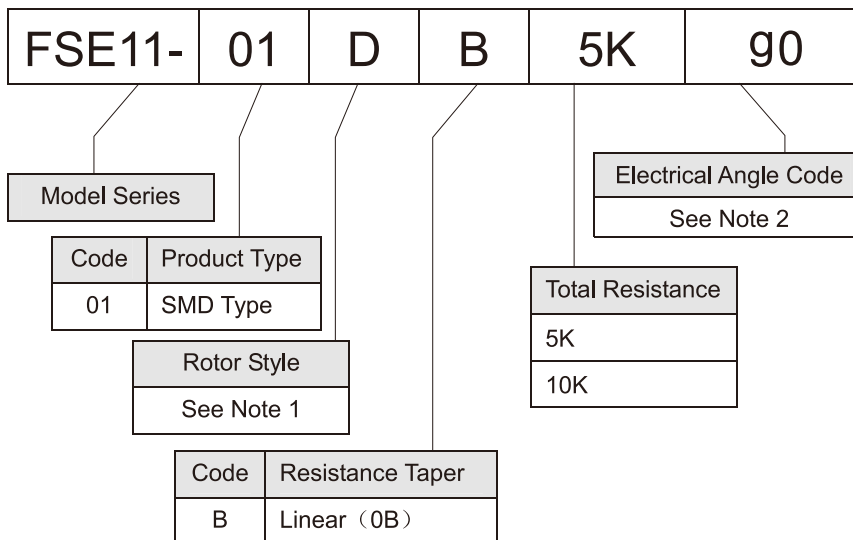 FSE11- 01 D B 5K 90
Model Series
Electrical Angle Code
See Note 2
Code Product Type
01 SMD Type
Total Resistance
5K
10K
Rotor Style
See Note 1
Code Resistance Taper
B Linear（0B）